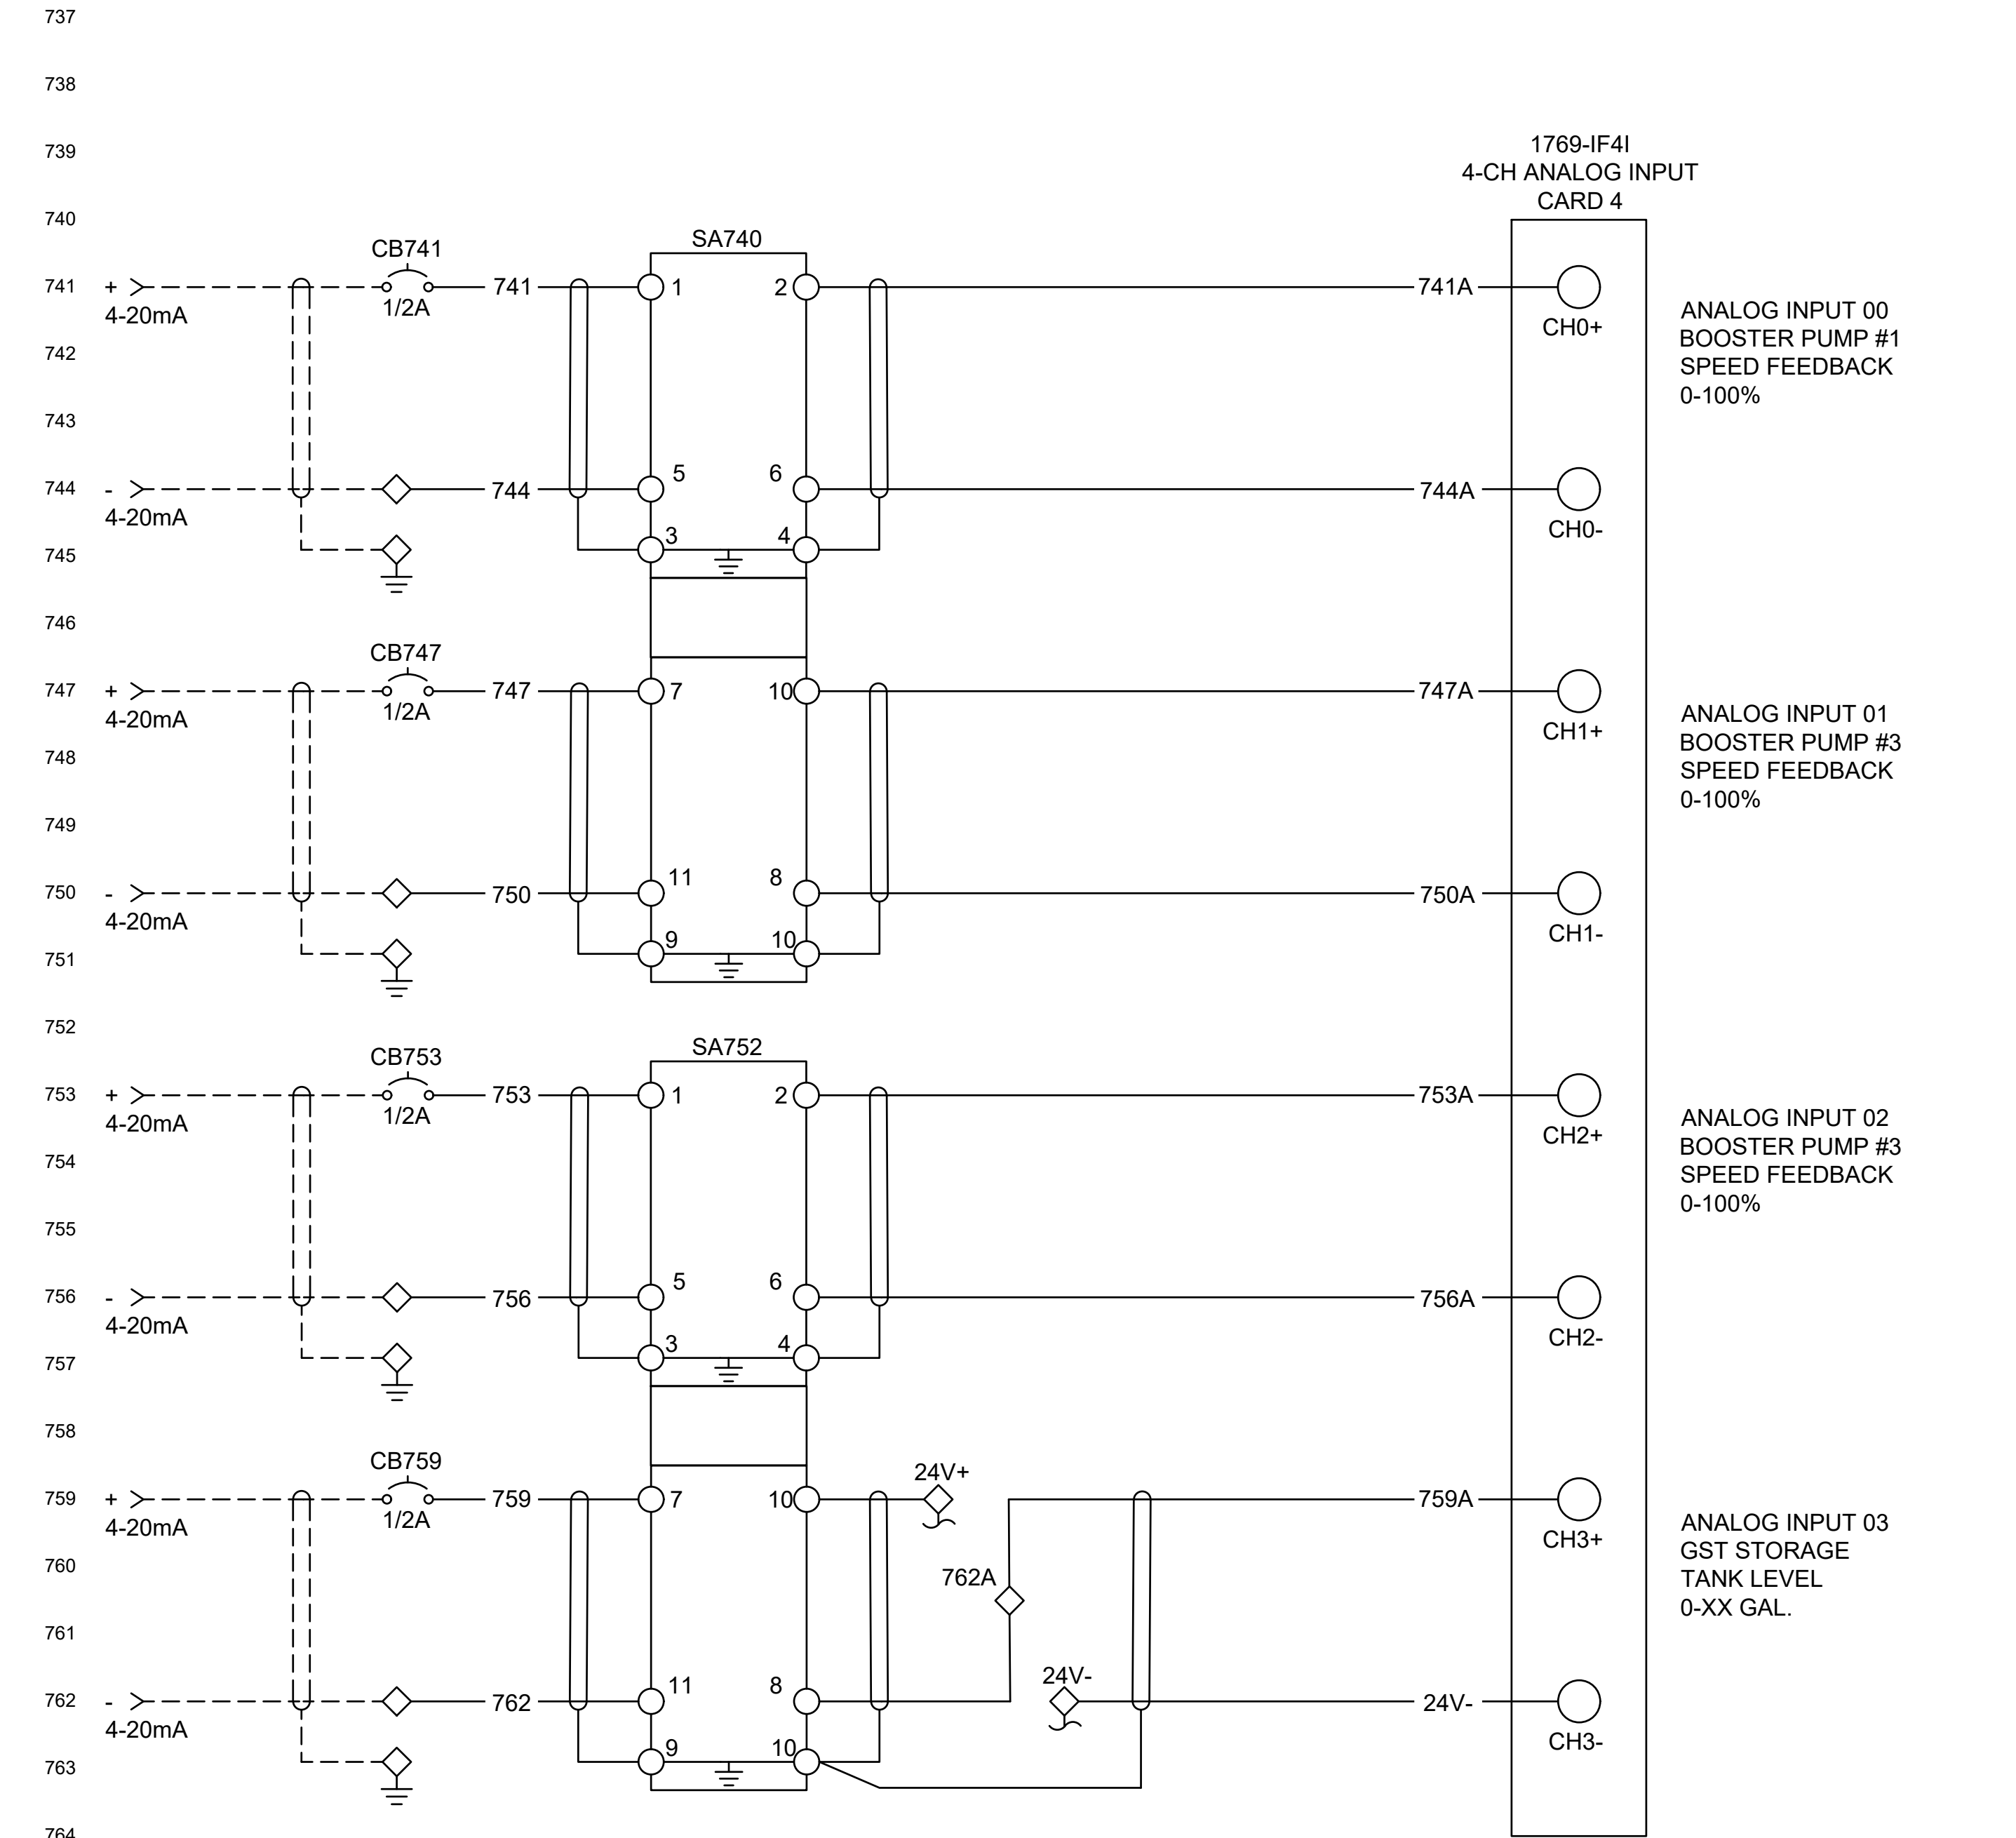 737
738
739
1769-IF4I
4-CH ANALOG INPUT
CARD 4
740
SA740
CB741
741 + 741 1 2 741A
4-20mA 1/2A CH0+
ANALOG INPUT 00
BOOSTER PUMP #1
SPEED FEEDBACK
0-100%
742
743
744 - 744 5 6 744A
4-20mA CH0-
745 3 4
746
CB747
747 + 747 7 10 747A
4-20mA 1/2A CH1+
ANALOG INPUT 01
BOOSTER PUMP #3
SPEED FEEDBACK
0-100%
748
749
750 - 750 11 8 750A
4-20mA CH1-
751 9 10
752
SA752
CB753
753 + 753 1 2 753A
4-20mA 1/2A CH2+
ANALOG INPUT 02
BOOSTER PUMP #3
SPEED FEEDBACK
0-100%
754
755
756 - 756 5 6 756A
4-20mA CH2-
757 3 4
758
CB759 24V+
759 + 759 7 10 759A
4-20mA 1/2A CH3+
ANALOG INPUT 03
GST STORAGE
TANK LEVEL
0-XX GAL.
760 762A
761
24V-
762 - 762 11 8 24V-
4-20mA CH3-
763 9 10
764